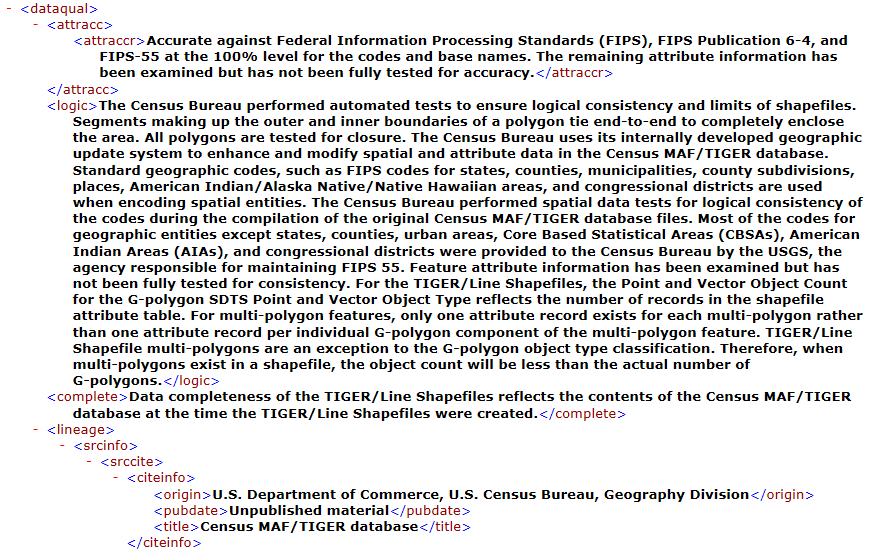 - <dataqual>
- <attracc>
<attraccr>Accurate against Federal Information Processing Standards (FIPS), FIPS Publication 6-4, and
FIPS-55 at the 100% level for the codes and base names. The remaining attribute information has
been examined but has not been fully tested for accuracy.</attraccr>
</attracc>
<logic>The Census Bureau performed automated tests to ensure logical consistency and limits of shapefiles.
Segments making up the outer and inner boundaries of a polygon tie end-to-end to completely enclose
the area. All polygons are tested for closure. The Census Bureau uses its internally developed geographic
update system to enhance and modify spatial and attribute data in the Census MAF/TIGER database.
Standard geographic codes, such as FIPS codes for states, counties, municipalities, county subdivisions,
places, American Indian/Alaska Native/Native Hawaiian areas, and congressional districts are used
when encoding spatial entities. The Census Bureau performed spatial data tests for logical consistency of
the codes during the compilation of the original Census MAF/TIGER database files. Most of the codes for
geographic entities except states, counties, urban areas, Core Based Statistical Areas (CBSAs), American
Indian Areas (AIAs), and congressional districts were provided to the Census Bureau by the USGS, the
agency responsible for maintaining FIPS 55. Feature attribute information has been examined but has
not been fully tested for consistency. For the TIGER/Line Shapefiles, the Point and Vector Object Count
for the G-polygon SDTS Point and Vector Object Type reflects the number of records in the shapefile
attribute table. For multi-polygon features, only one attribute record exists for each multi-polygon rather
than one attribute record per individual G-polygon component of the multi-polygon feature. TIGER/Line
Shapefile multi-polygons are an exception to the G-polygon object type classification. Therefore, when
multi-polygons exist in a shapefile, the object count will be less than the actual number of
G-polygons.</logic>
<complete>Data completeness of the TIGER/Line Shapefiles reflects the contents of the Census MAF/TIGER
database at the time the TIGER/Line Shapefiles were created.</complete>
- <lineage>
- <srcinfo>
- <srccite>
- <citeinfo>
<origin>U.S. Department of Commerce, U.S. Census Bureau, Geography Division</origin>
<pubdate>Unpublished material</pubdate>
<title>Census MAF/TIGER database</title>
</citeinfo>